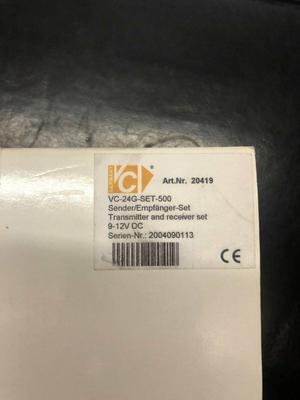 VC
Art.Nr. 20419
VC-24G-SET-500
Sender/Empfänger-Set
Transmitter and receiver set
9-12V DC
Serien-Nr.: 2004090113
CE